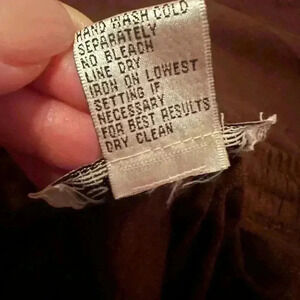 HAND WASH COLD
SEPARATELY
NO BLEACH
LINE DRY
IRON ON LOWEST
SETTING IF
NECESSARY
FOR BEST RESULTS
DRY CLEAN